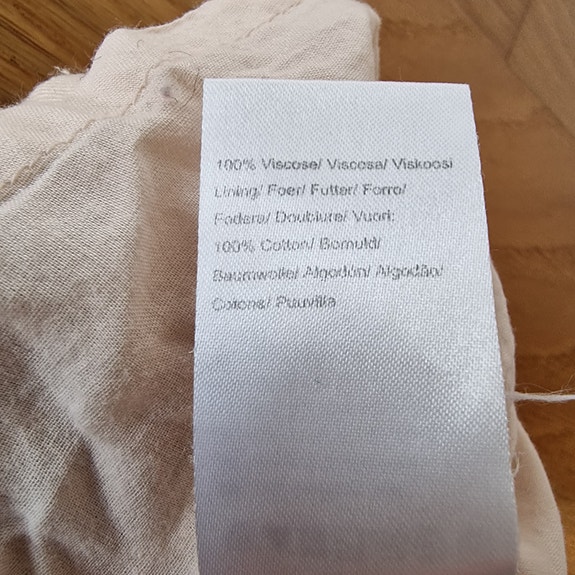 100% Viscose/ Viscosa/ Viskoosi
Lining/ Foer/ Futter/ Forro/
Fodera/ Doublure/ Vuori:
100% Cotton/ Bomuld/
Baumwolle/ Algodón/ Algodão/
Cotone/ Puuvilla